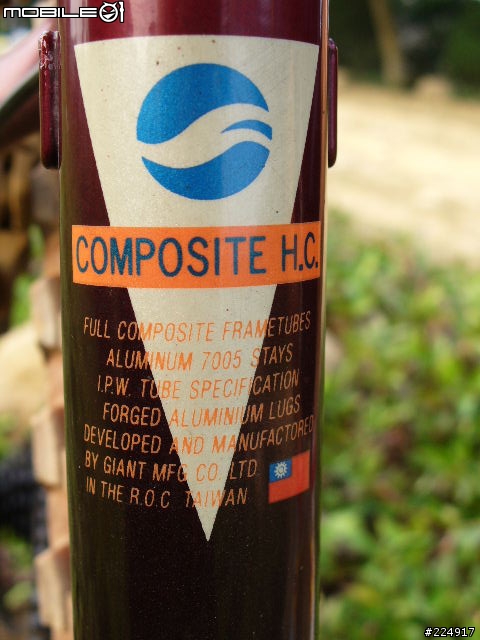 MOBILE01
COMPOSITE H.C.
FULL COMPOSITE FRAMETUBES
ALUMINUM 7005 STAYS
I.P.W. TUBE SPECIFICATION
FORGED ALUMINIUM LUGS
DEVELOPED AND MANUFACTORED
BY GIANT MFG CO. LTD.
IN THE R.O.C TAIWAN
#224917